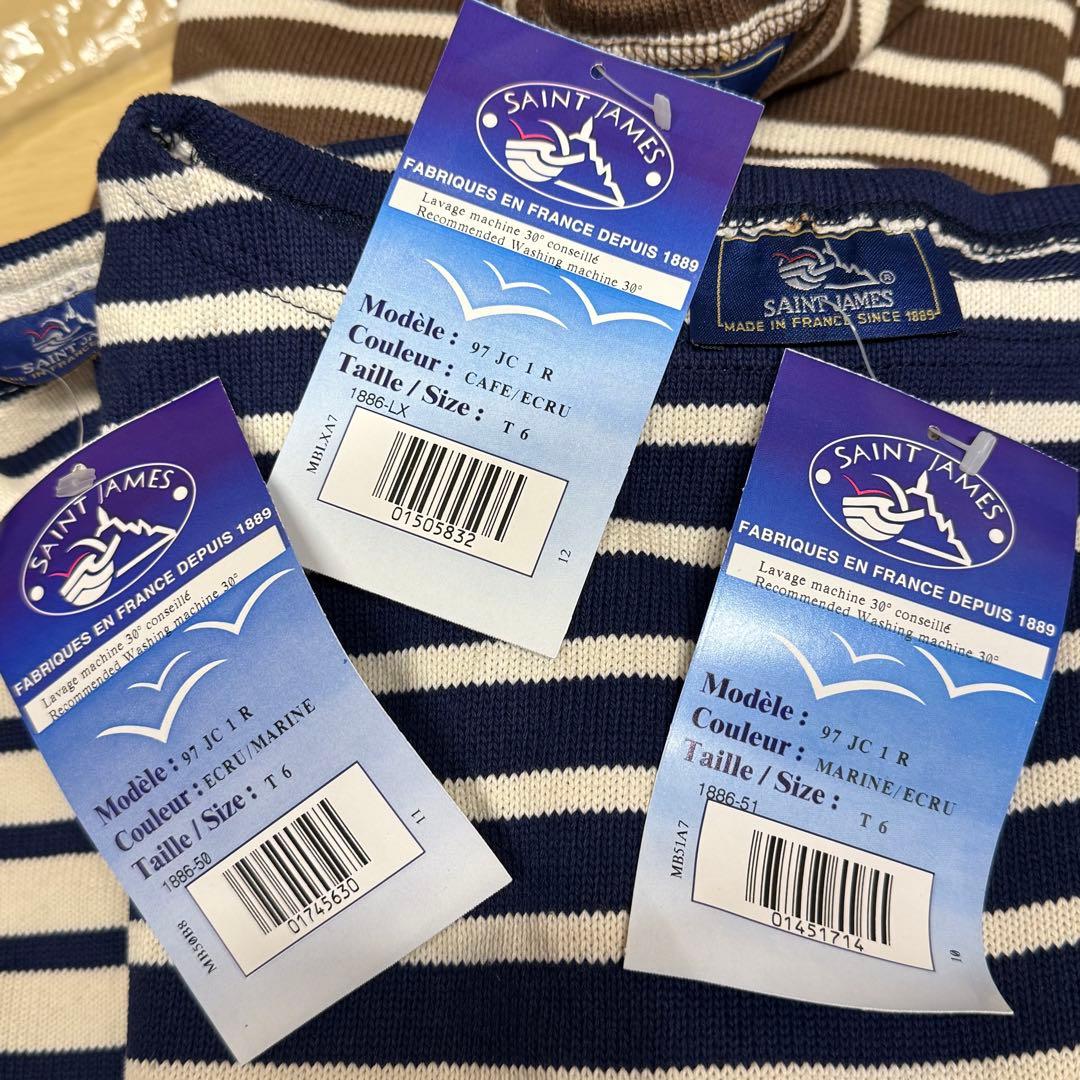 SAINT JAMES
FABRIQUES EN FRANCE DEPUIS 1889
Lavage machine 30° conseillé
Recommended Washing machine 30°
Modèle : 97 JC 1 R
Couleur : CAFE/ECRU
Taille / Size : T 6
1886-LX
MBLXA7
01505832
12
SAINT JAMES
®
MADE IN FRANCE SINCE 1889
SAINT JAMES
FABRIQUES EN FRANCE DEPUIS 1889
Lavage machine 30° conseillé
Recommended Washing machine 30°
Modèle : 97 JC 1 R
Couleur : ECRU/MARINE
Taille / Size : T 6
1886-50
MB50B8
01745630
11
SAINT JAMES
FABRIQUES EN FRANCE DEPUIS 1889
Lavage machine 30° conseillé
Recommended Washing machine 30°
Modèle : 97 JC 1 R
Couleur : MARINE/ECRU
Taille / Size : T 6
1886-51
MB51A7
01451714
10